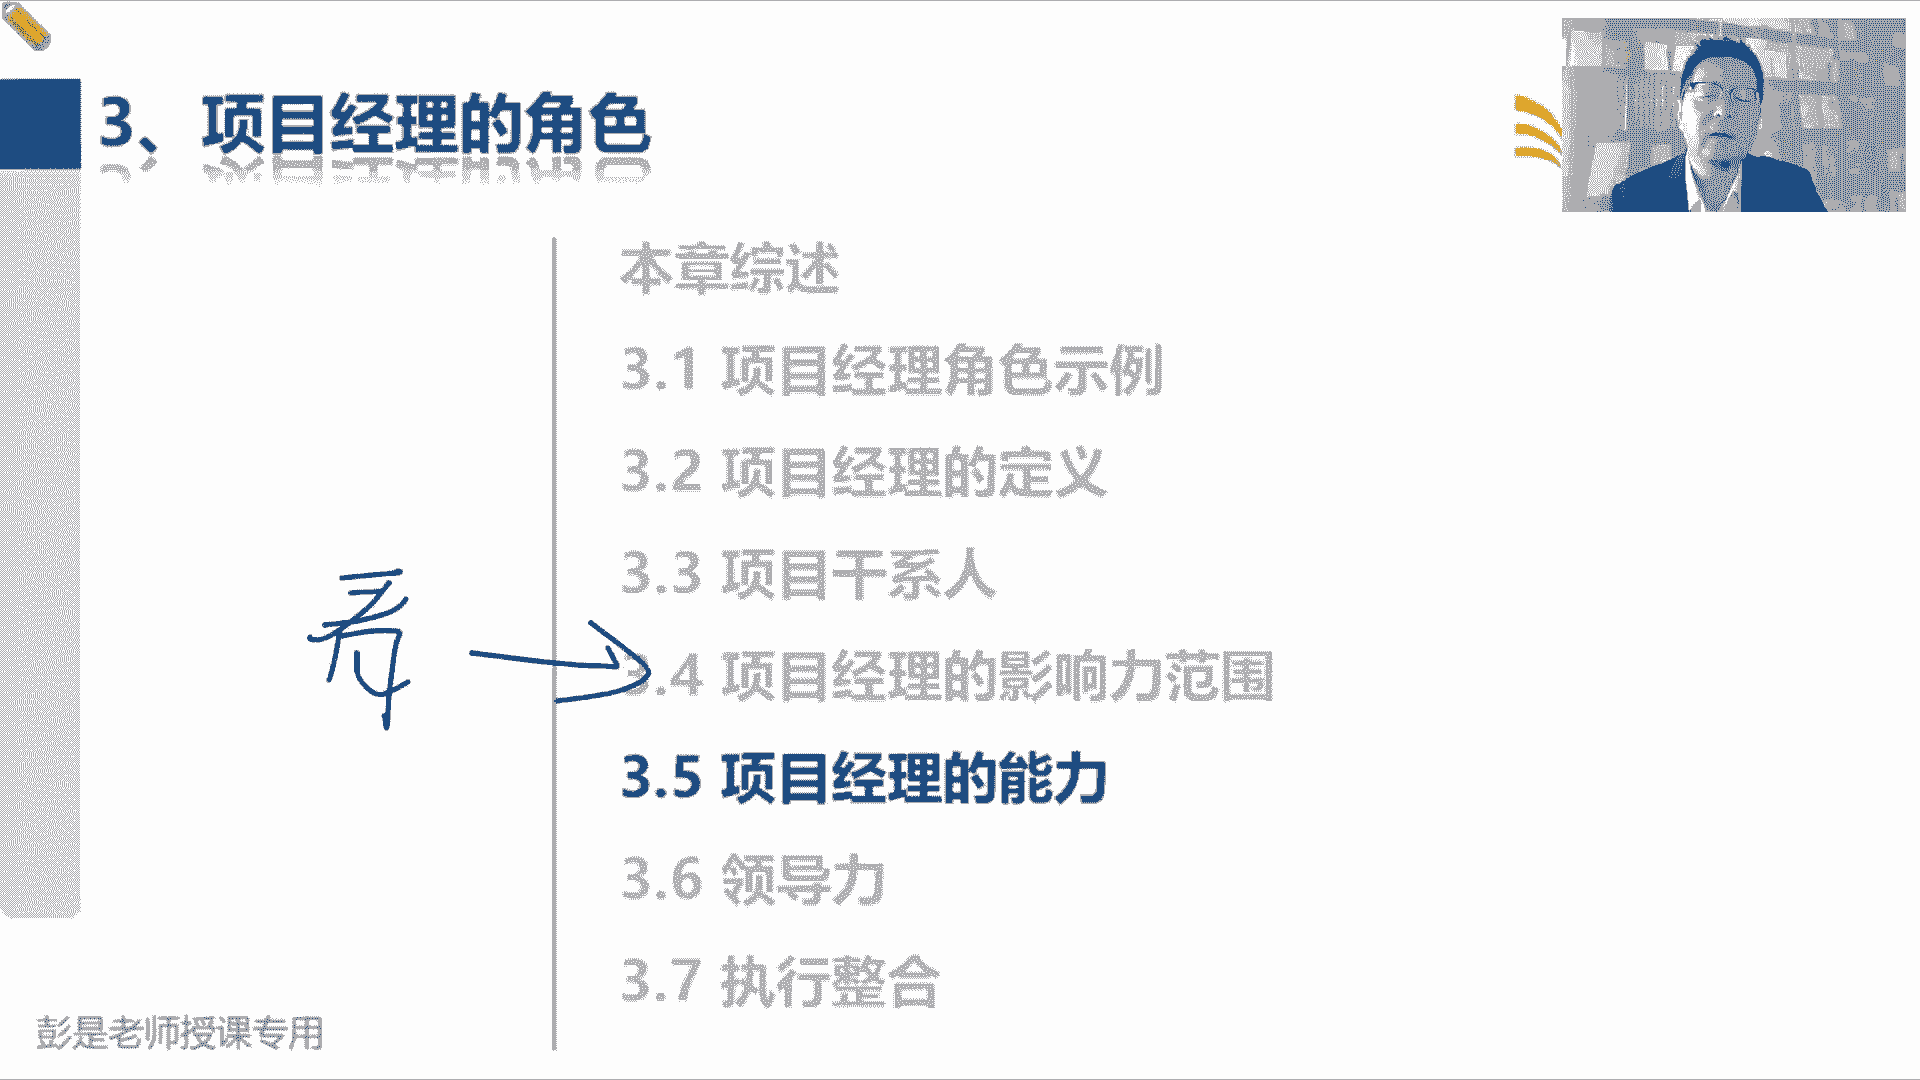 3、项目经理的角色
本章综述
3.1 项目经理角色示例
3.2 项目经理的定义
3.3 项目干系人
3.4 项目经理的影响力范围
3.5 项目经理的能力
3.6 领导力
3.7 执行整合
彭是老师授课专用